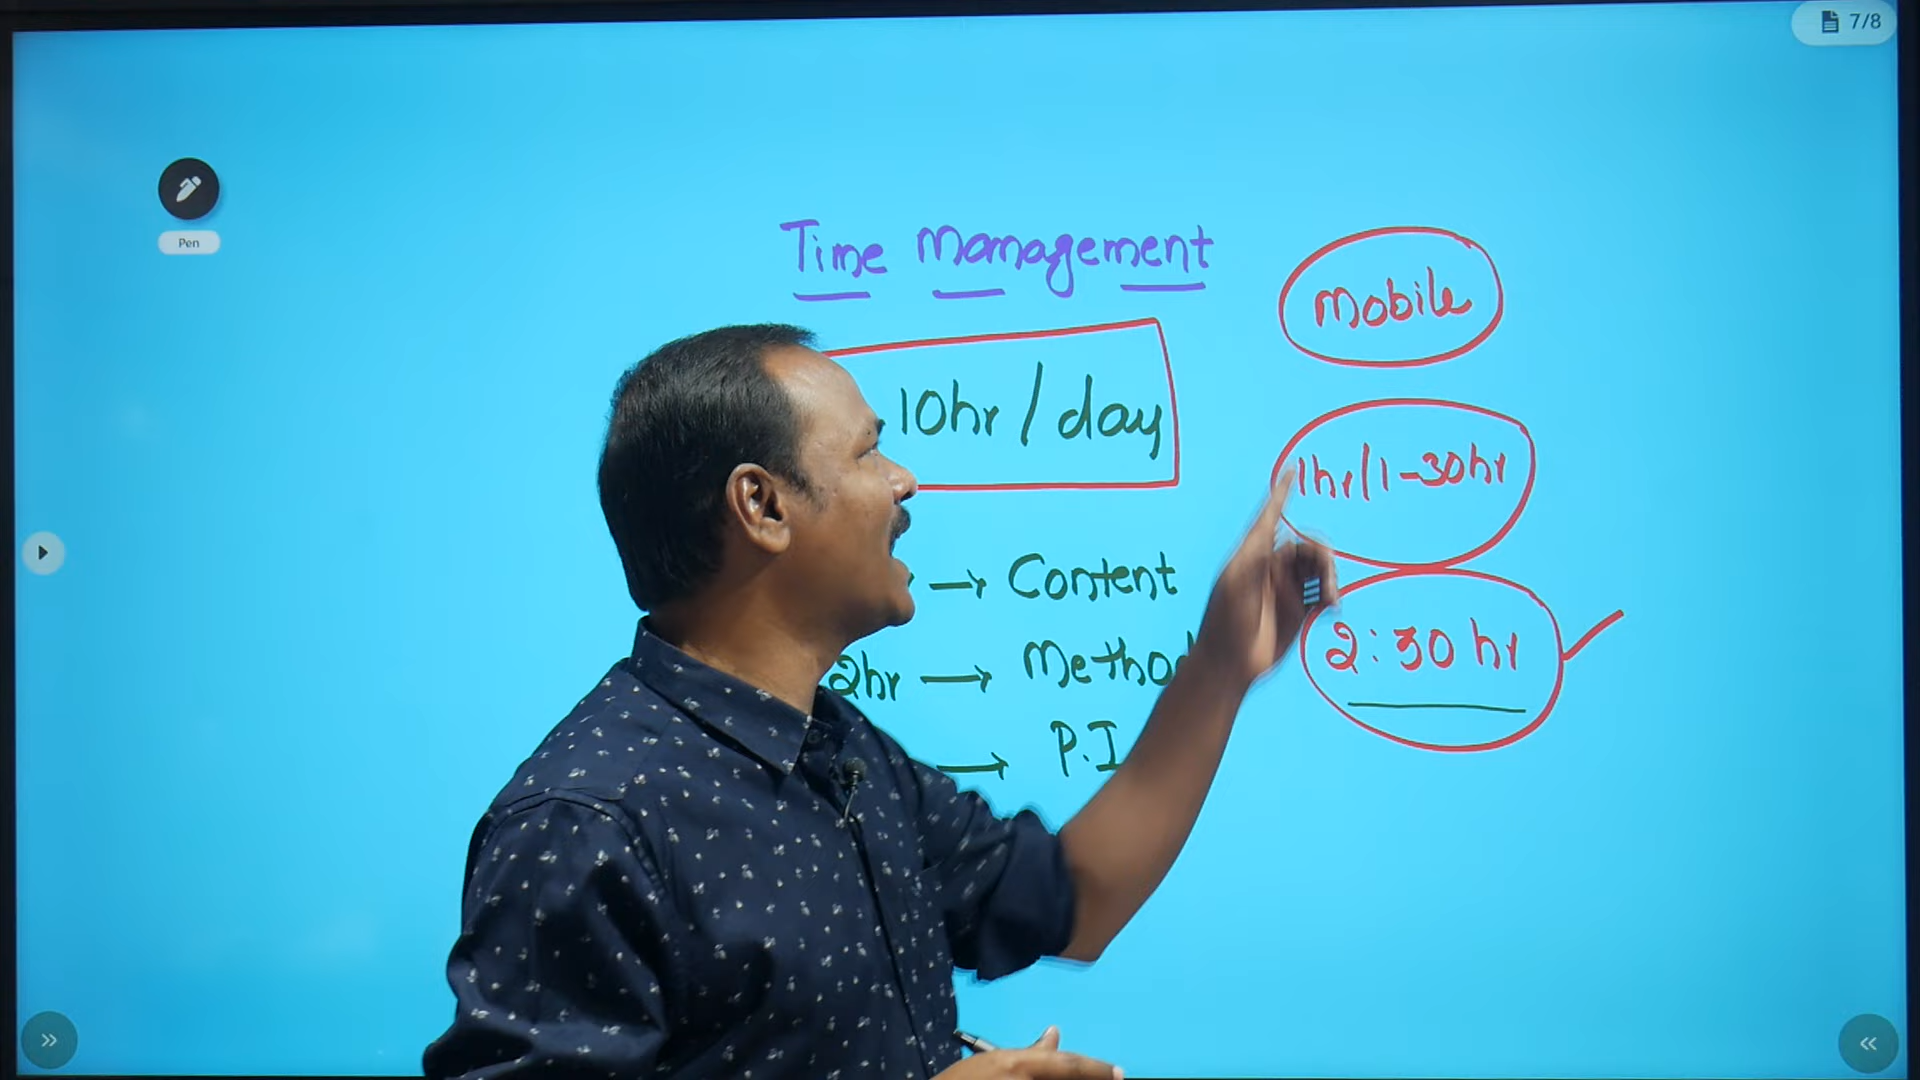 7/8
Pen
Time Management
10hr / day
→ Content
2hr → Method
→ P.I
Mobile
1hr/1-30hr
2:30 hr